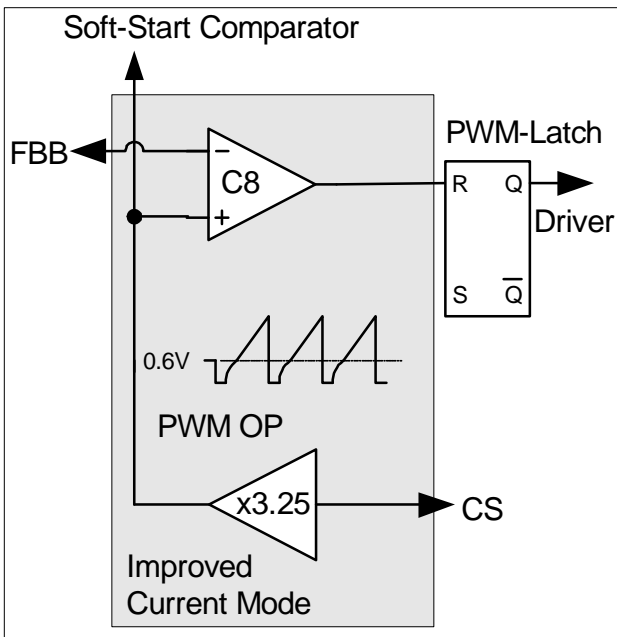 Soft-Start Comparator
FBB
PWM-Latch
−
C8
+
R Q
Driver
S Q̅
0.6V
PWM OP
x3.25
CS
Improved
Current Mode